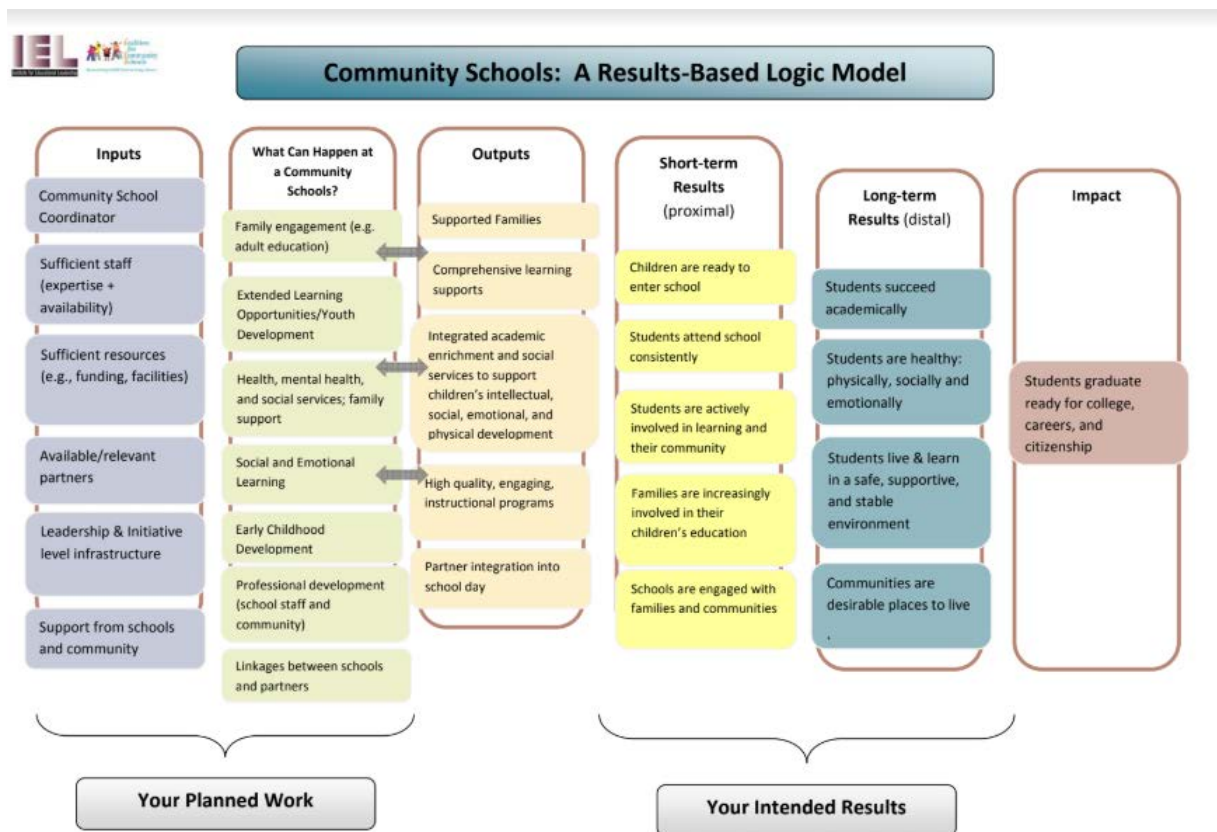 IEL
Institute for Educational Leadership
Coalition
for
Community
Schools
Community Schools: A Results-Based Logic Model
Inputs
Community School
Coordinator
Sufficient staff
(expertise +
availability)
Sufficient resources
(e.g., funding, facilities)
Available/relevant
partners
Leadership & Initiative
level infrastructure
Support from schools
and community
What Can Happen at
a Community
Schools?
Family engagement (e.g.
adult education)
Extended Learning
Opportunities/Youth
Development
Health, mental health,
and social services; family
support
Social and Emotional
Learning
Early Childhood
Development
Professional development
(school staff and
community)
Linkages between schools
and partners
Outputs
Supported Families
Comprehensive learning
supports
Integrated academic
enrichment and social
services to support
children’s intellectual,
social, emotional, and
physical development
High quality, engaging,
instructional programs
Partner integration into
school day
Short-term
Results
(proximal)
Children are ready to
enter school
Students attend school
consistently
Students are actively
involved in learning and
their community
Families are increasingly
involved in their
children’s education
Schools are engaged with
families and communities
Long-term
Results (distal)
Students succeed
academically
Students are healthy:
physically, socially and
emotionally
Students live & learn
in a safe, supportive,
and stable
environment
Communities are
desirable places to live
.
Impact
Students graduate
ready for college,
careers, and
citizenship
Your Planned Work
Your Intended Results